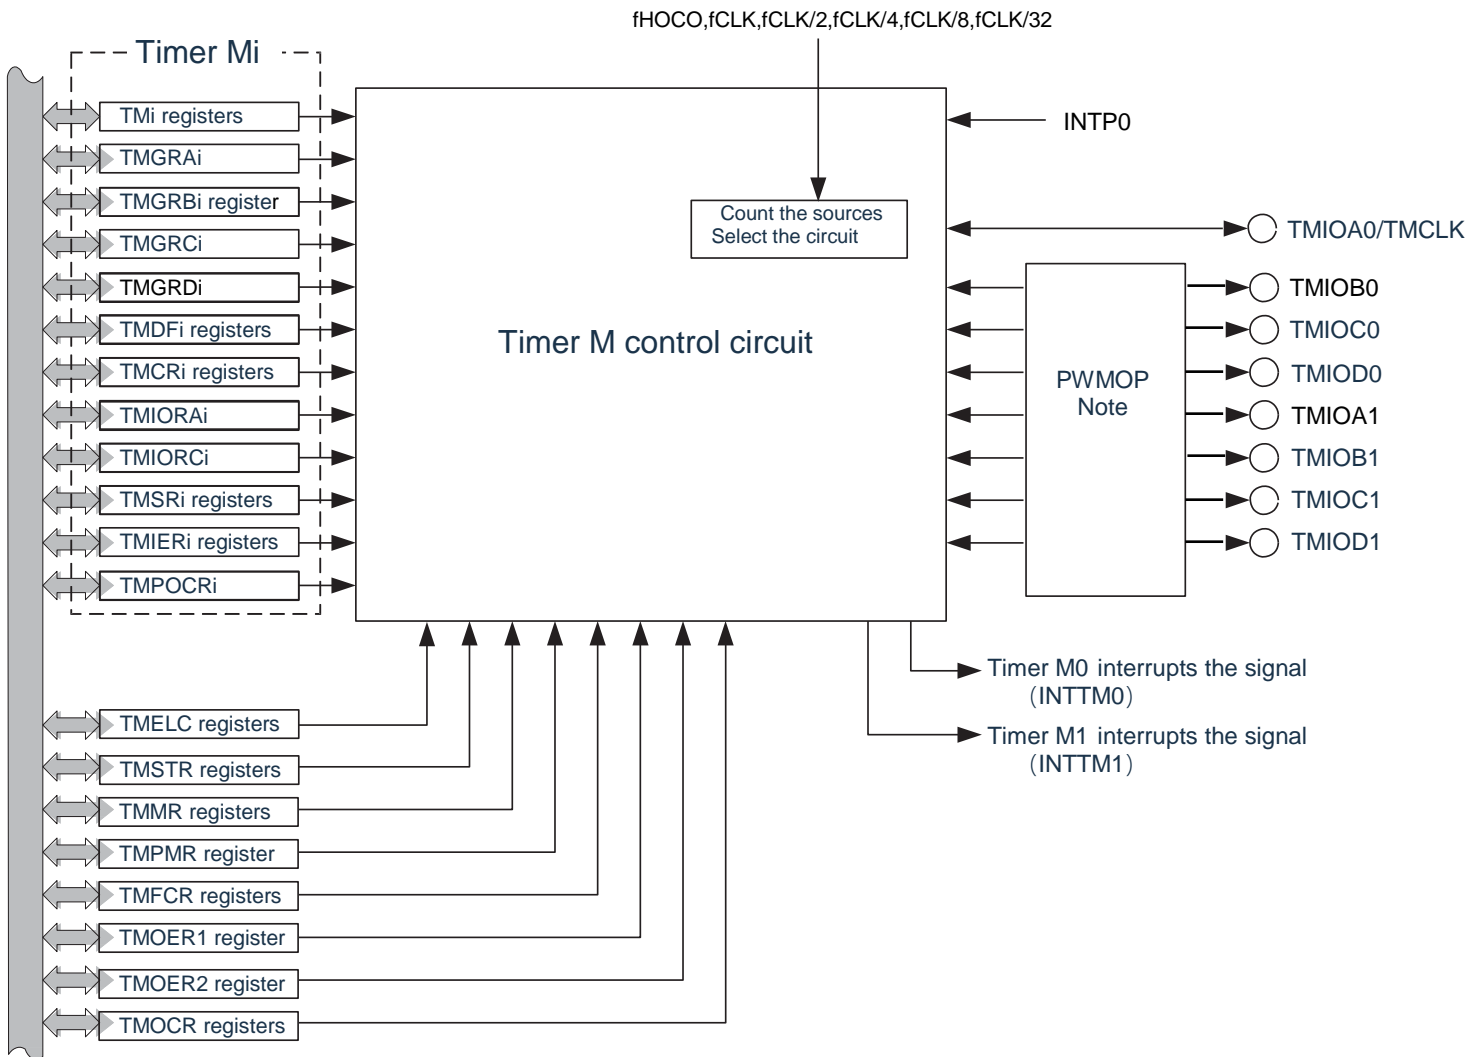 fHOCO,fCLK,fCLK/2,fCLK/4,fCLK/8,fCLK/32
Timer Mi
TMi registers
TMGRAi
TMGRBi register
TMGRCi
TMGRDi
TMDFi registers
TMCRi registers
TMIORAi
TMIORCi
TMSRi registers
TMIERi registers
TMPOCRi
Count the sources
Select the circuit
Timer M control circuit
INTP0
TMIOA0/TMCLK
PWMOP
Note
TMIOB0
TMIOC0
TMIOD0
TMIOA1
TMIOB1
TMIOC1
TMIOD1
Timer M0 interrupts the signal
（INTTM0）
Timer M1 interrupts the signal
（INTTM1）
TMELC registers
TMSTR registers
TMMR registers
TMPMR register
TMFCR registers
TMOER1 register
TMOER2 register
TMOCR registers